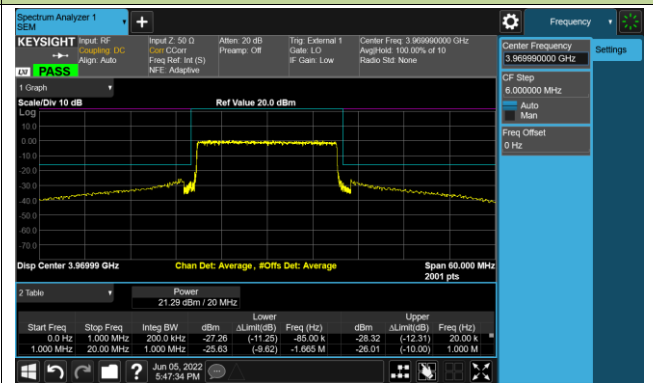 Spectrum Analyzer 1
SEM
+
Frequency
KEYSIGHT
Input: RF
Coupling: DC
Align: Auto
Input Z: 50 Ω
Corr CCorr
Freq Ref: Int (S)
NFE: Adaptive
Atten: 20 dB
Preamp: Off
Trig: External 1
Gate: LO
IF Gain: Low
Center Freq: 3.969990000 GHz
Avg|Hold: 100.00% of 10
Radio Std: None
LXI
PASS
Center Frequency
3.969990000 GHz
Settings
CF Step
6.000000 MHz
Auto
Man
Freq Offset
0 Hz
1 Graph
Scale/Div 10 dB
Ref Value 20.0 dBm
Log
10.0
0.00
-10.0
-20.0
-30.0
-40.0
-50.0
-60.0
-70.0
Disp Center 3.96999 GHz
Chan Det: Average , #Offs Det: Average
Span 60.000 MHz
2001 pts
2 Table
Power
21.29 dBm / 20 MHz
Lower Upper
Start Freq Stop Freq Integ BW dBm ΔLimit(dB) Freq (Hz) dBm ΔLimit(dB) Freq (Hz)
0.0 Hz 1.000 MHz 200.0 kHz -27.26 (-11.25) -85.00 k -28.32 (-12.31) 20.00 k
1.000 MHz 20.00 MHz 1.000 MHz -25.63 (-9.62) -1.665 M -26.01 (-10.00) 1.000 M
?
Jun 05, 2022
5:47:34 PM